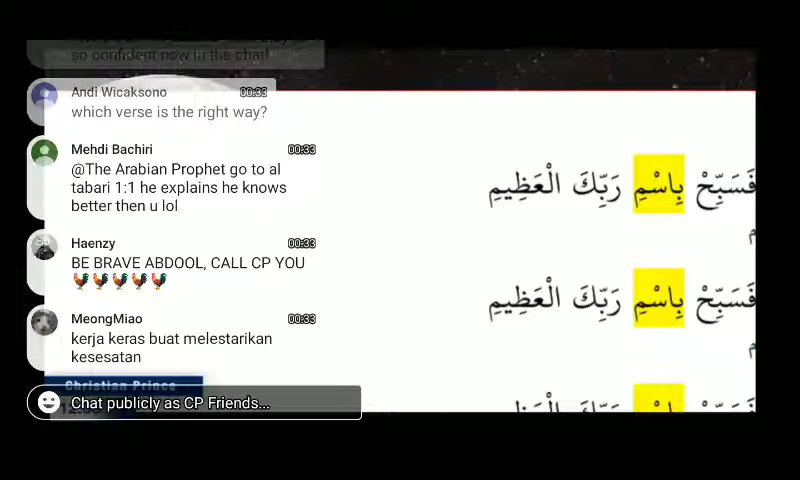 so confident now in the chat!
Andi Wicaksono 00:33
which verse is the right way?
Mehdi Bachiri 00:33
@The Arabian Prophet go to al
tabari 1:1 he explains he knows
better then u lol
Haenzy 00:33
BE BRAVE ABDOOL, CALL CP YOU
🐓🐓🐓🐓🐓
MeongMiao 00:33
kerja keras buat melestarikan
kesesatan
Christian Prince
Chat publicly as CP Friends...
فَسَبِّحْ بِاسْمِ رَبِّكَ الْعَظِيمِ
فَسَبِّحْ بِاسْمِ رَبِّكَ الْعَظِيمِ